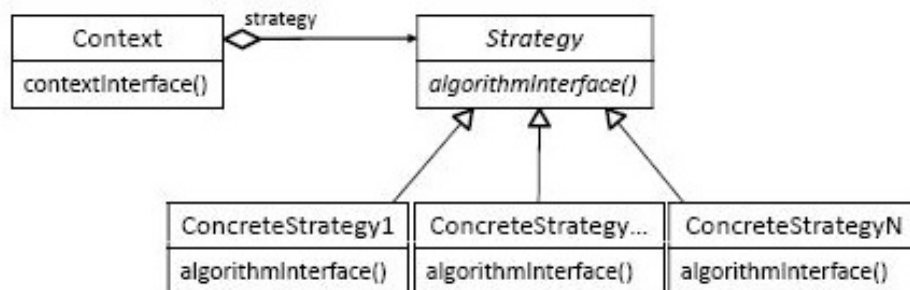 strategy
Context
Strategy
contextInterface()
algorithmInterface()
ConcreteStrategy1
ConcreteStrategy...
ConcreteStrategyN
algorithmInterface()
algorithmInterface()
algorithmInterface()